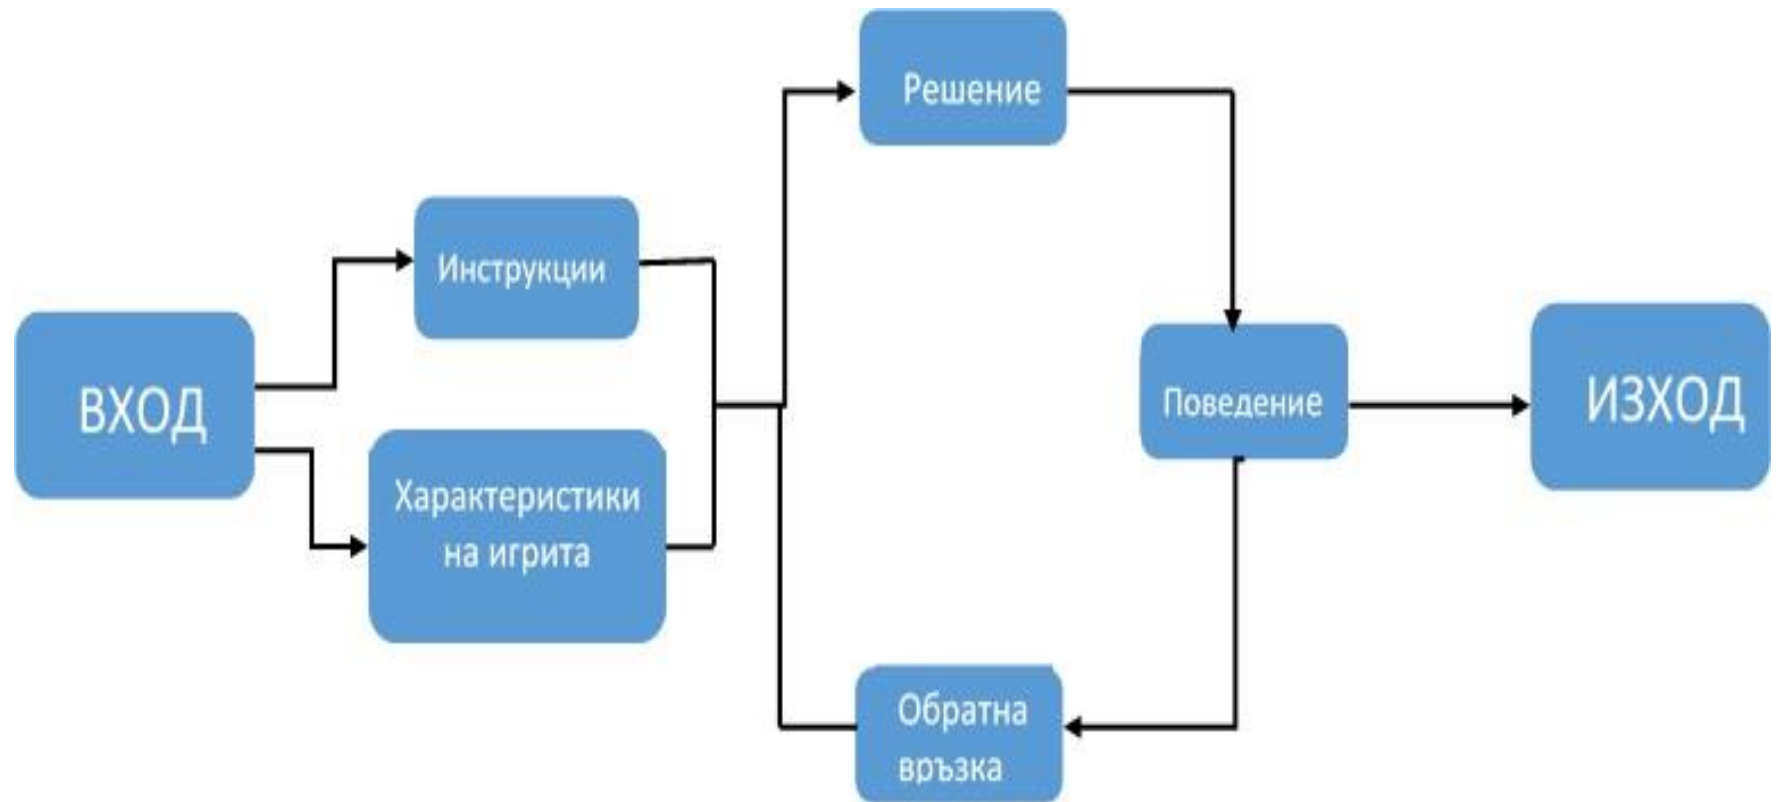 ВХОД
Инструкции
Характеристики
на игрита
Решение
Поведение
Обратна
връзка
ИЗХОД